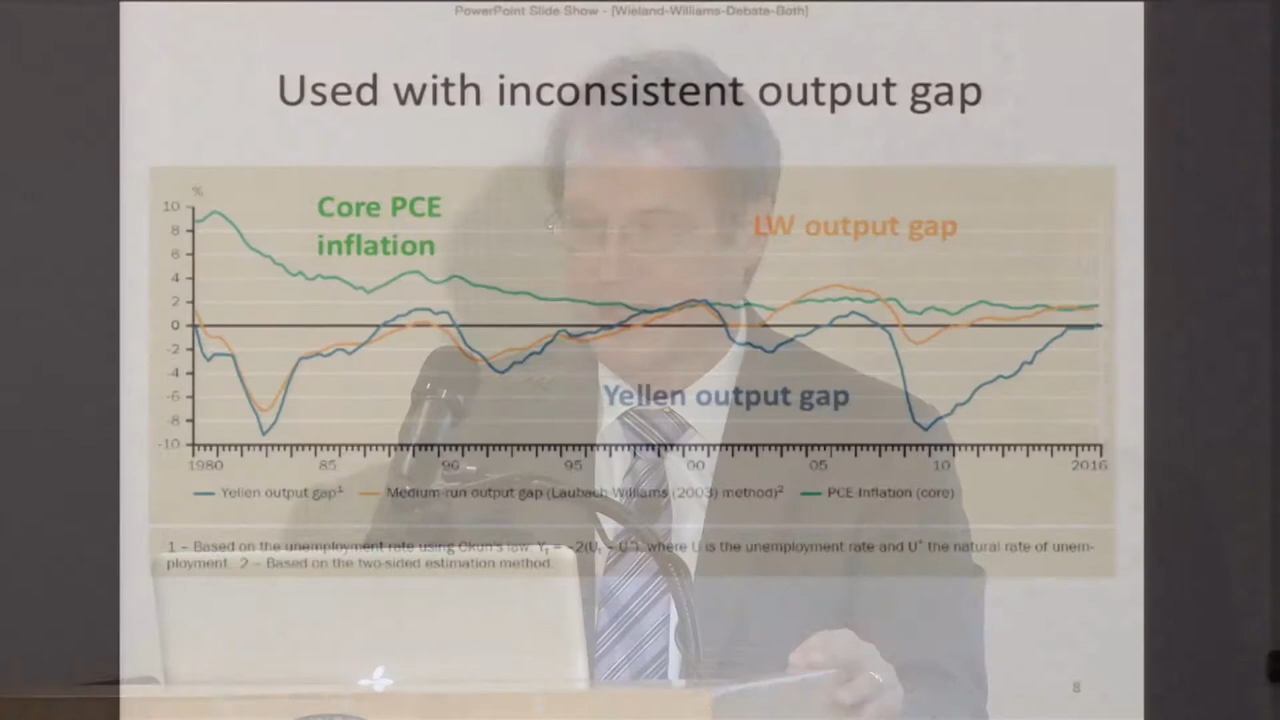 PowerPoint Slide Show - [Wieland-Williams-Debate-Both]
Used with inconsistent output gap
%
10
8
6
4
2
0
-2
-4
-6
-8
-10
Core PCE
inflation
LW output gap
Yellen output gap
1980 85 90 95 00 05 10 2016
Yellen output gap¹ Medium-run output gap (Laubach-Williams (2003) method)² PCE Inflation (core)
1 – Based on the unemployment rate using Okun's law where U is the unemployment rate and U* the natural rate of unem-
ployment. 2 – Based on the two-sided estimation method.
8